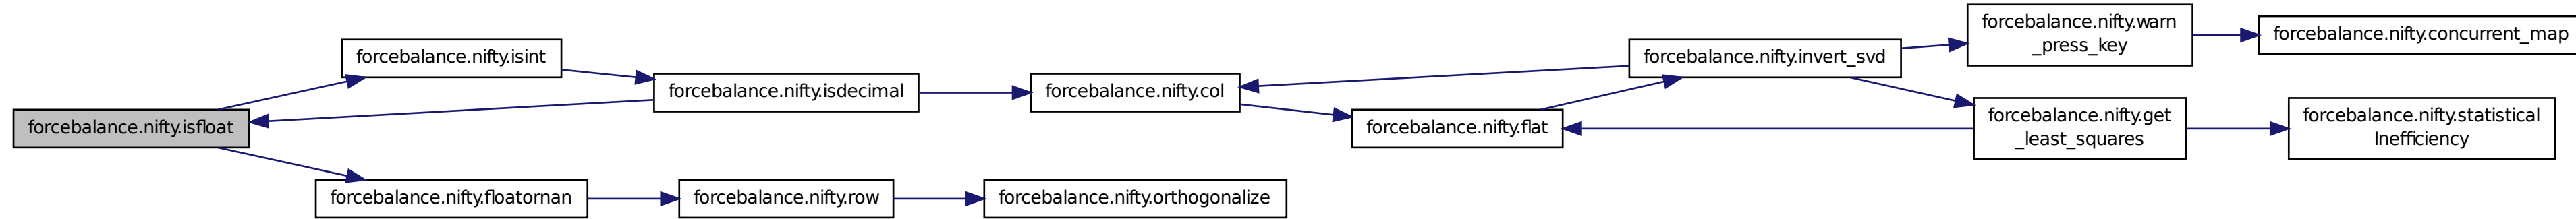 forcebalance.nifty.isfloat
forcebalance.nifty.isint
forcebalance.nifty.floatornan
forcebalance.nifty.isdecimal
forcebalance.nifty.row
forcebalance.nifty.col
forcebalance.nifty.orthogonalize
forcebalance.nifty.flat
forcebalance.nifty.invert_svd
forcebalance.nifty.warn
_press_key
forcebalance.nifty.get
_least_squares
forcebalance.nifty.concurrent_map
forcebalance.nifty.statistical
Inefficiency